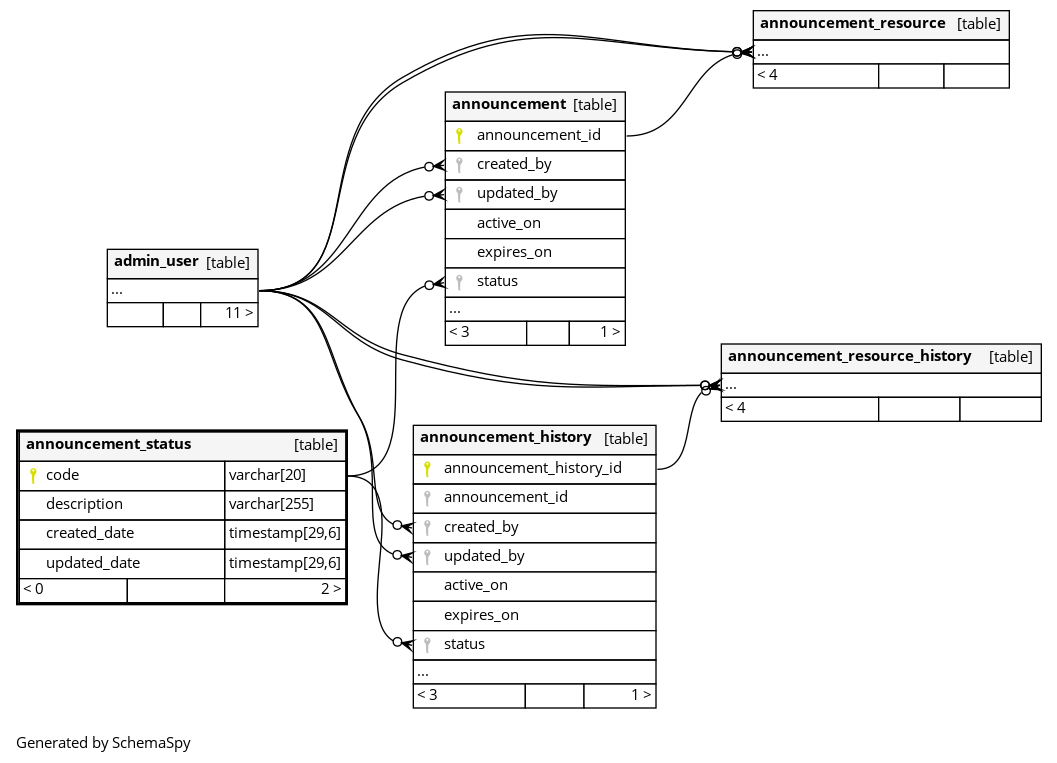 announcement_resource [table]
...
< 4
announcement [table]
announcement_id
created_by
updated_by
active_on
expires_on
status
...
< 3 1 >
admin_user [table]
...
11 >
announcement_resource_history [table]
...
< 4
announcement_status [table]
code varchar[20]
description varchar[255]
created_date timestamp[29,6]
updated_date timestamp[29,6]
< 0 2 >
announcement_history [table]
announcement_history_id
announcement_id
created_by
updated_by
active_on
expires_on
status
...
< 3 1 >
Generated by SchemaSpy